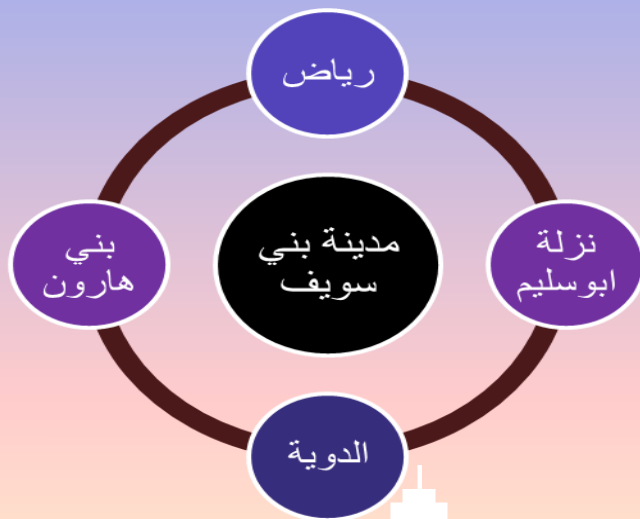 رياض
نزلة
ابوسليم
مدينة بني
سويف
بني
هارون
الدوية